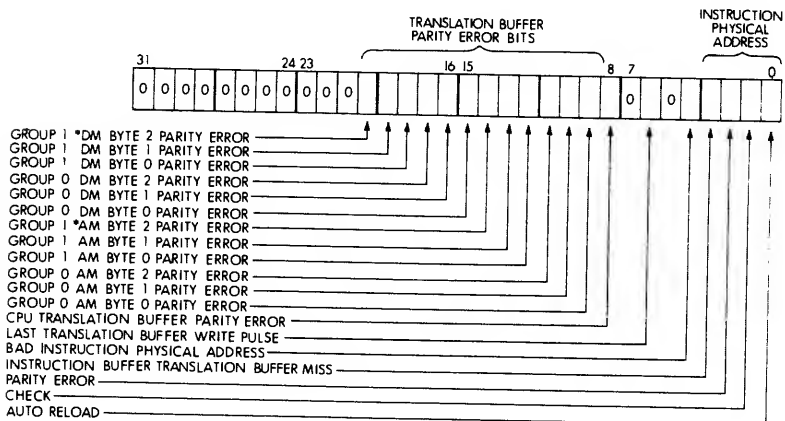 TRANSLATION BUFFER
PARITY ERROR BITS
INSTRUCTION
PHYSICAL
ADDRESS
31 24 23 16 15 8 7 0
0 0 0 0 0 0 0 0 0 0 0 0 0
GROUP 1 *DM BYTE 2 PARITY ERROR
GROUP 1 DM BYTE 1 PARITY ERROR
GROUP 1 DM BYTE 0 PARITY ERROR
GROUP 0 DM BYTE 2 PARITY ERROR
GROUP 0 DM BYTE 1 PARITY ERROR
GROUP 0 DM BYTE 0 PARITY ERROR
GROUP 1 *AM BYTE 2 PARITY ERROR
GROUP 1 AM BYTE 1 PARITY ERROR
GROUP 1 AM BYTE 0 PARITY ERROR
GROUP 0 AM BYTE 2 PARITY ERROR
GROUP 0 AM BYTE 1 PARITY ERROR
GROUP 0 AM BYTE 0 PARITY ERROR
CPU TRANSLATION BUFFER PARITY ERROR
LAST TRANSLATION BUFFER WRITE PULSE
BAD INSTRUCTION PHYSICAL ADDRESS
INSTRUCTION BUFFER TRANSLATION BUFFER MISS
PARITY ERROR
CHECK
AUTO RELOAD